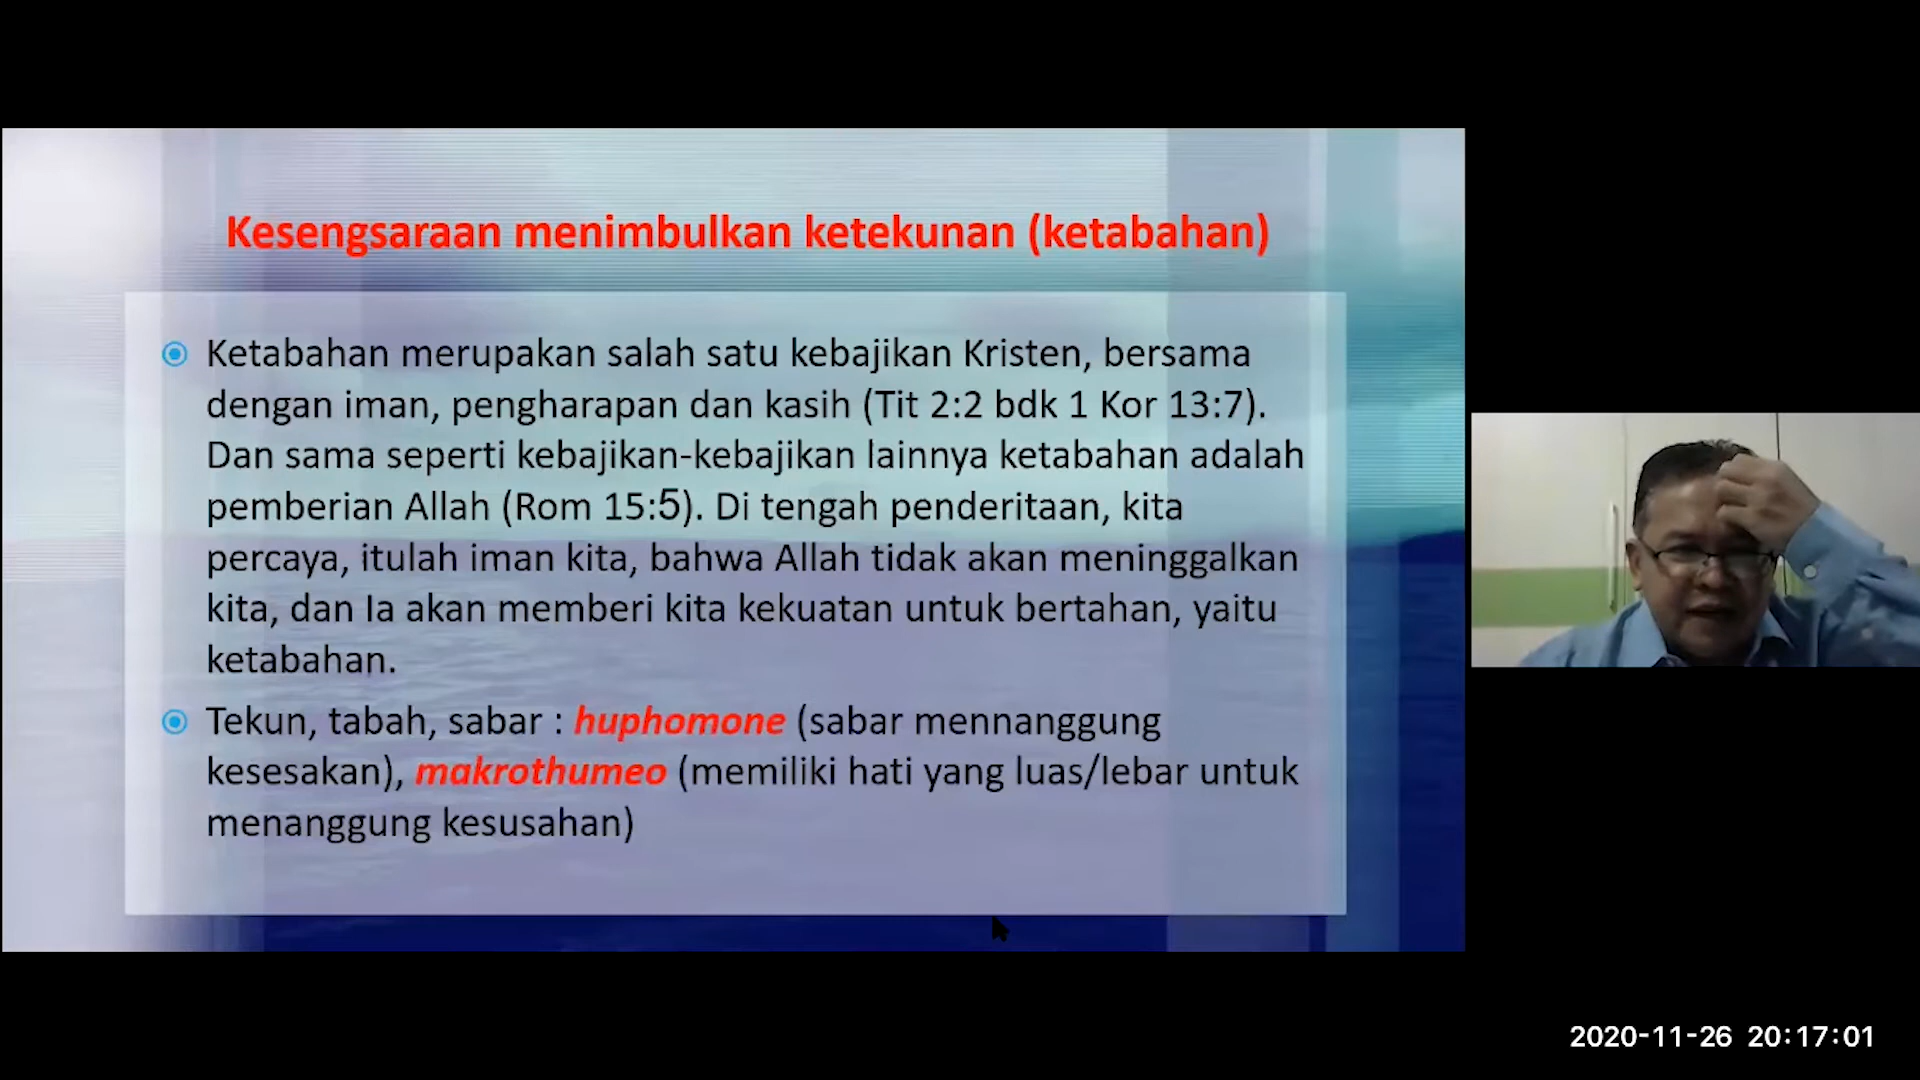 Kesengsaraan menimbulkan ketekunan (ketabahan)
Ketabahan merupakan salah satu kebajikan Kristen, bersama
dengan iman, pengharapan dan kasih (Tit 2:2 bdk 1 Kor 13:7).
Dan sama seperti kebajikan-kebajikan lainnya ketabahan adalah
pemberian Allah (Rom 15:5). Di tengah penderitaan, kita
percaya, itulah iman kita, bahwa Allah tidak akan meninggalkan
kita, dan Ia akan memberi kita kekuatan untuk bertahan, yaitu
ketabahan.
Tekun, tabah, sabar : huphomone (sabar mennanggung
kesesakan), makrothumeo (memiliki hati yang luas/lebar untuk
menanggung kesusahan)
2020-11-26 20:17:01